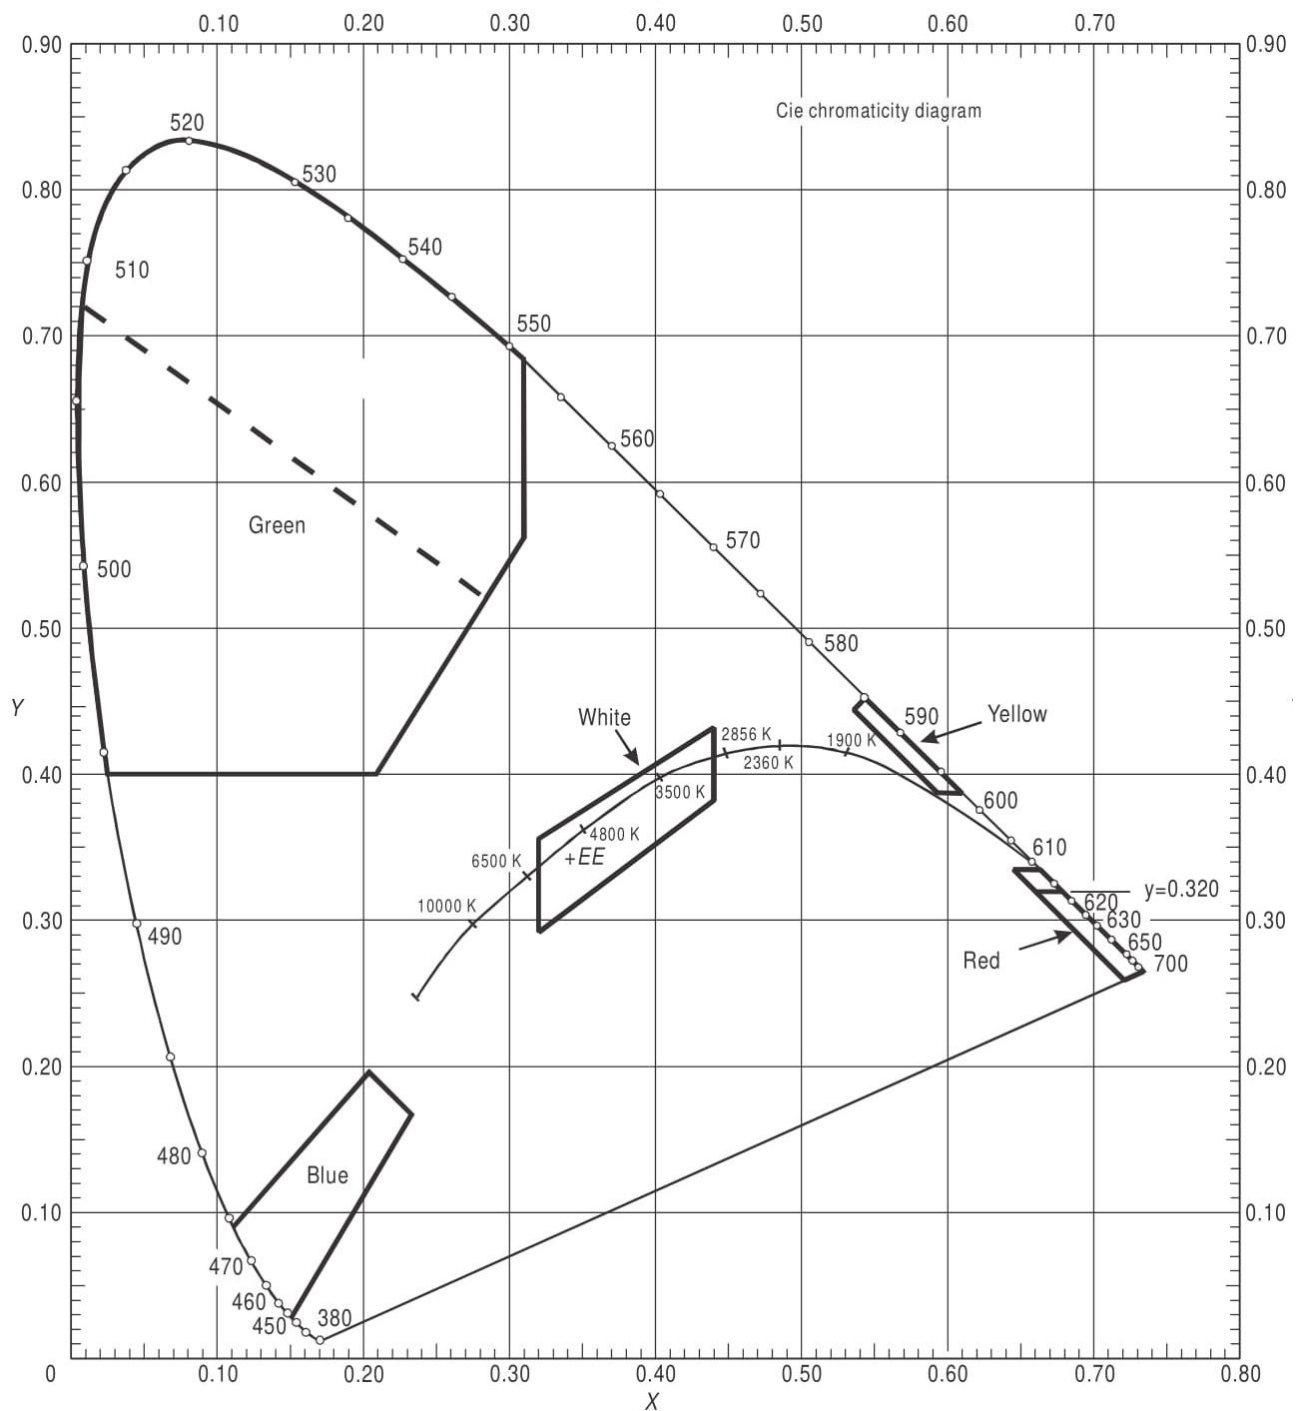 0.10 0.20 0.30 0.40 0.50 0.60 0.70
0.90 0.90
Cie chromaticity diagram
520
530
0.80 0.80
540
510
550
0.70 0.70
560
0.60 0.60
570
Green
500
0.50 0.50
580
Y
White
590
Yellow
2856 K
1900 K
2360 K
0.40 0.40
3500 K
600
4800 K
610
+EE
6500 K
y=0.320
620
10000 K
0.30 0.30
630
490
650
Red
700
0.20 0.20
480
Blue
0.10 0.10
470
460
450
380
0 0.10 0.20 0.30 0.40 0.50 0.60 0.70 0.80
X